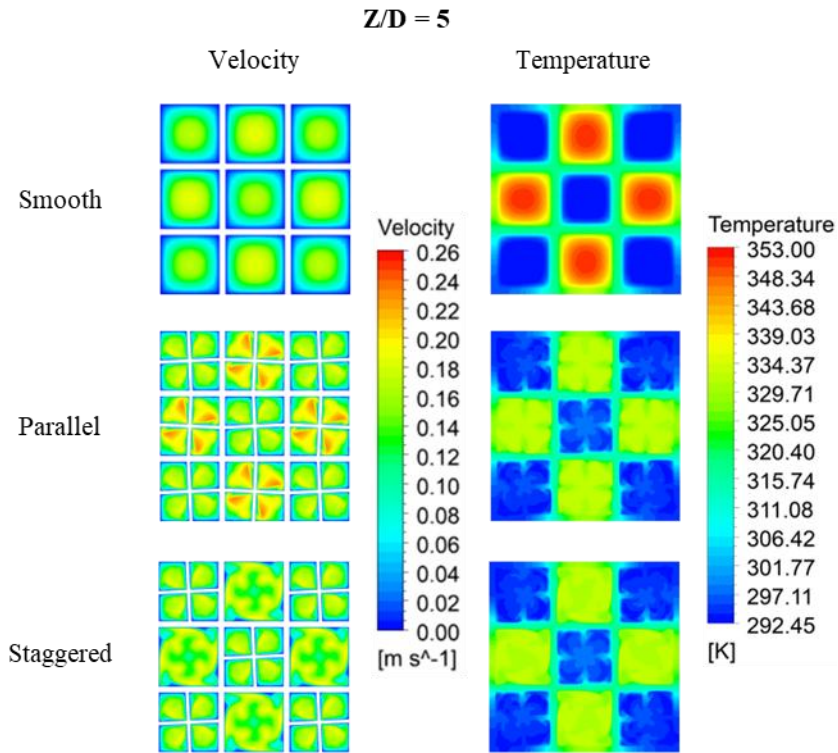 Z/D = 5
Velocity
Temperature
Smooth
Parallel
Staggered
Velocity
0.26
0.24
0.22
0.20
0.18
0.16
0.14
0.12
0.10
0.08
0.06
0.04
0.02
0.00
[m s^-1]
Temperature
353.00
348.34
343.68
339.03
334.37
329.71
325.05
320.40
315.74
311.08
306.42
301.77
297.11
292.45
[K]